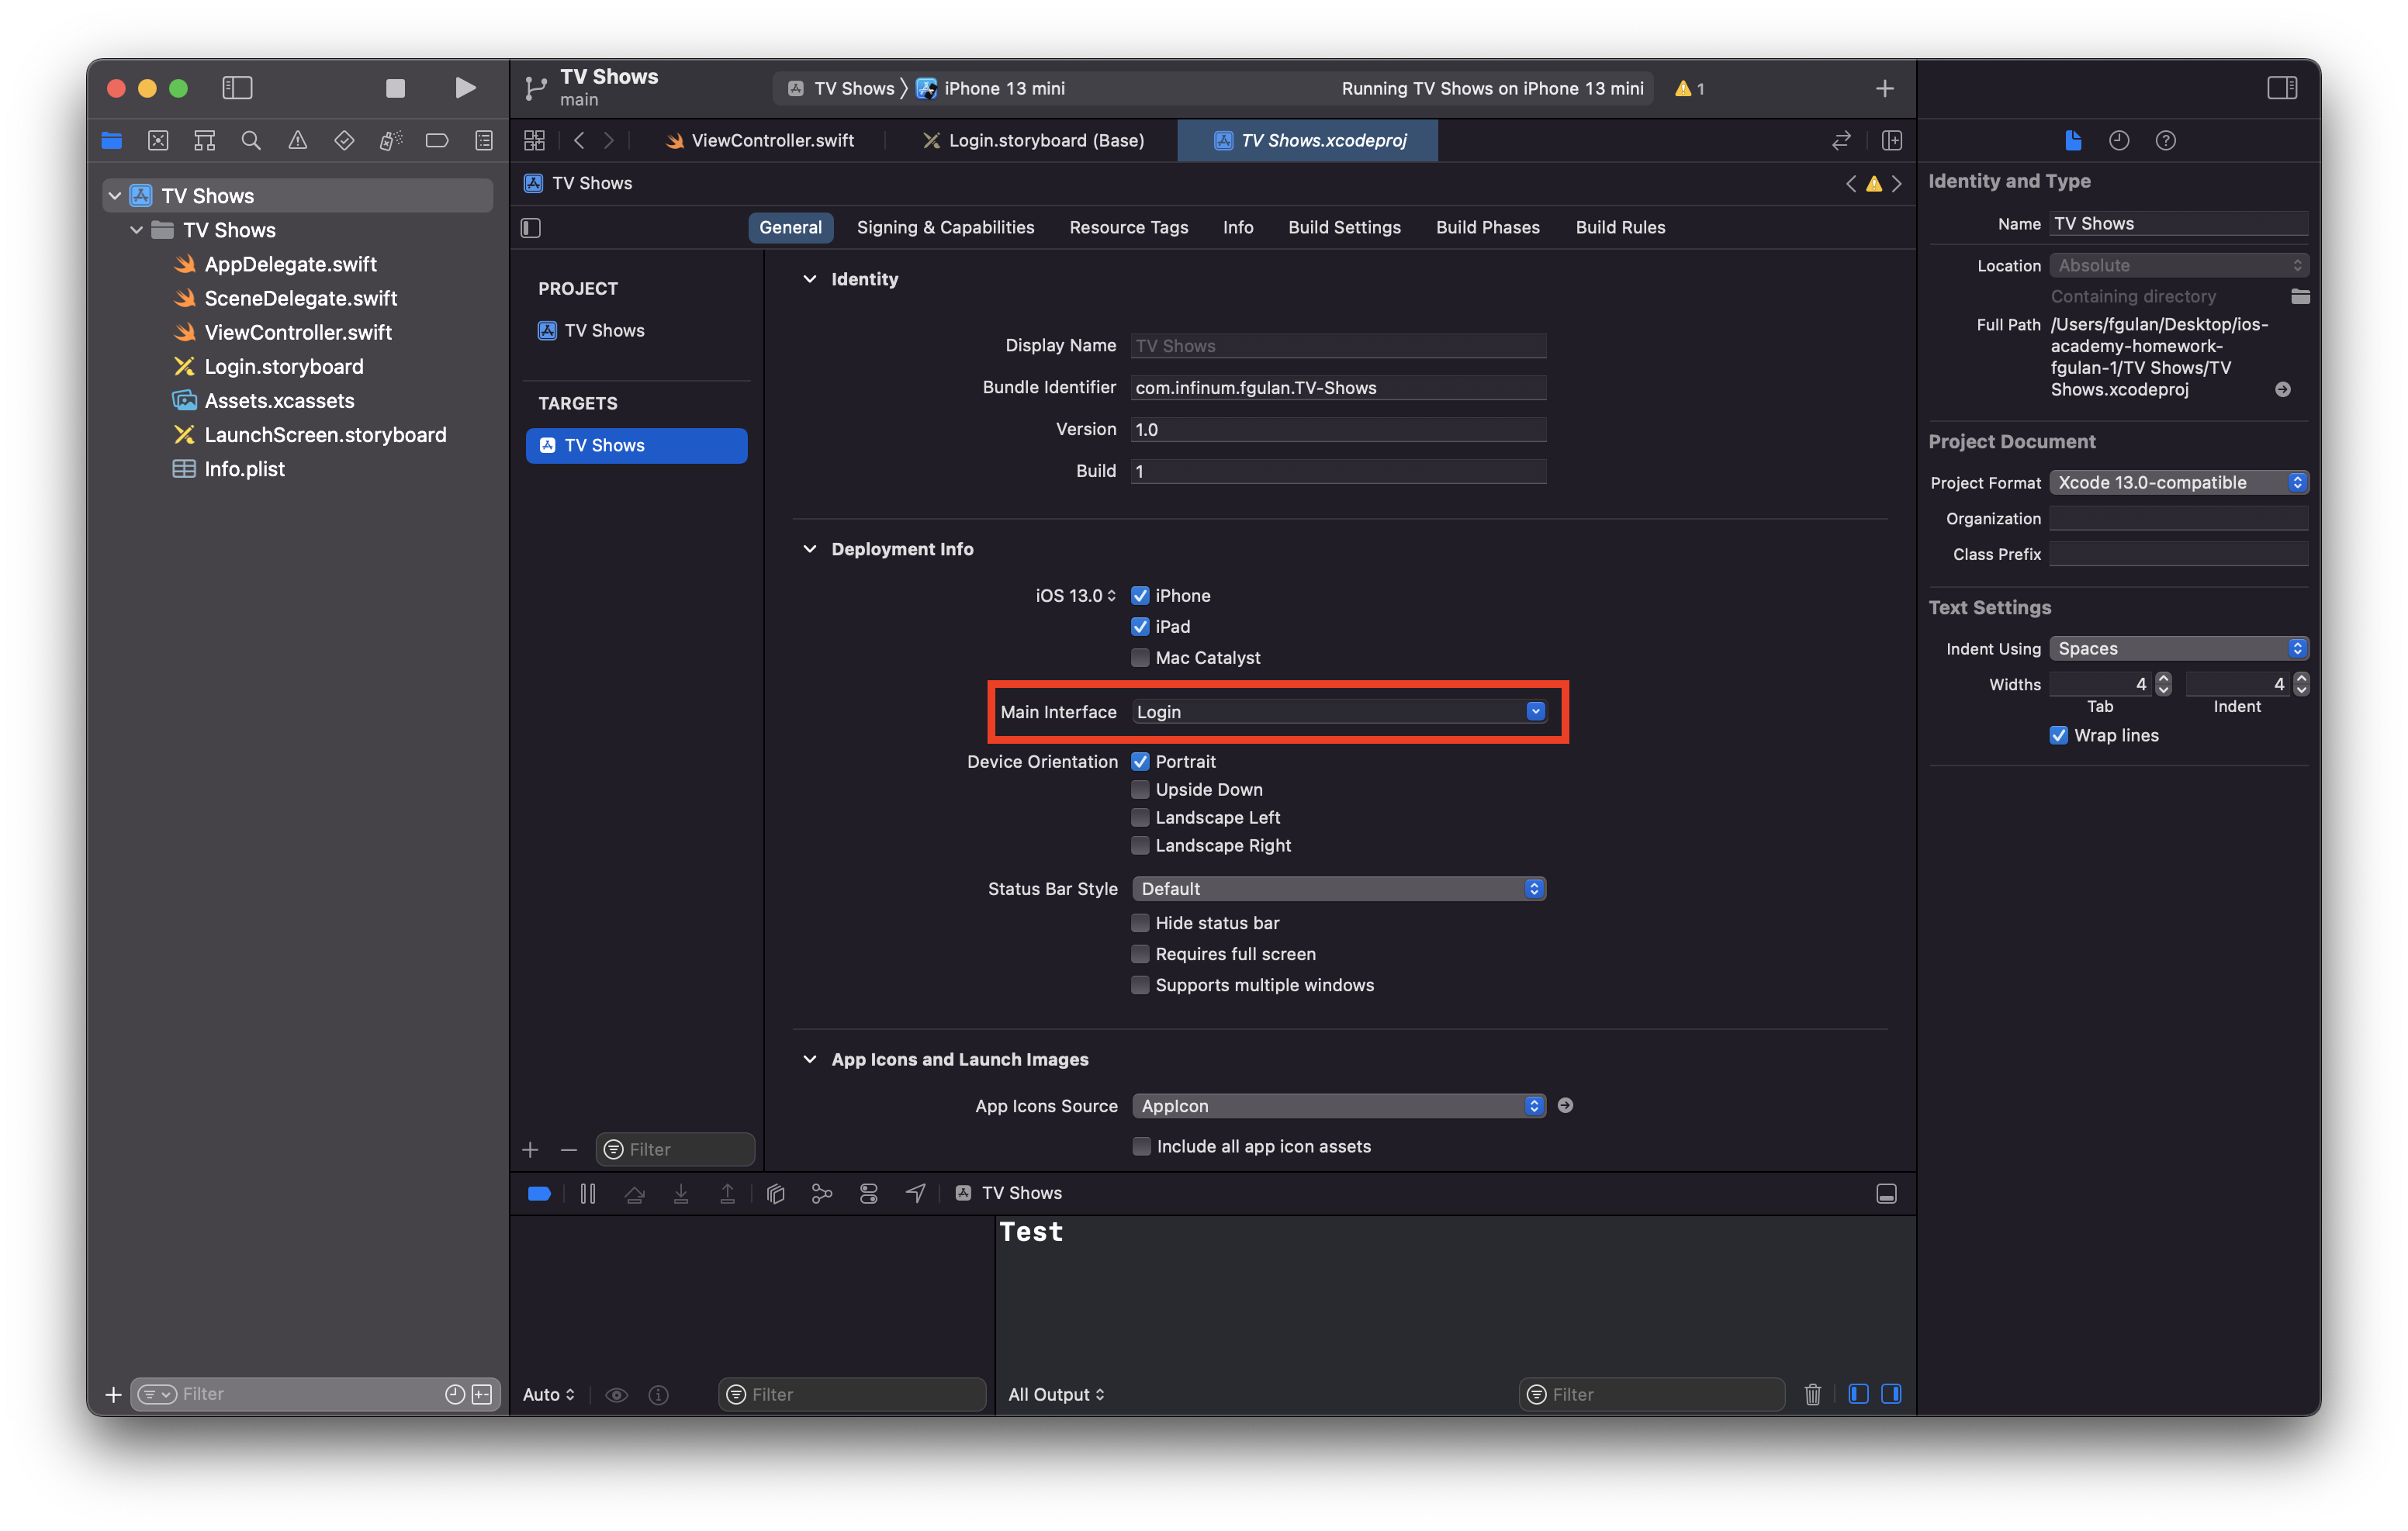 TV Shows
main
TV Shows 〉 iPhone 13 mini
Running TV Shows on iPhone 13 mini
1
ViewController.swift
Login.storyboard (Base)
TV Shows.xcodeproj
TV Shows
TV Shows
AppDelegate.swift
SceneDelegate.swift
ViewController.swift
Login.storyboard
Assets.xcassets
LaunchScreen.storyboard
Info.plist
Filter
TV Shows
General
Signing & Capabilities
Resource Tags
Info
Build Settings
Build Phases
Build Rules
PROJECT
TV Shows
TARGETS
TV Shows
Filter
Identity
Display Name TV Shows
Bundle Identifier com.infinum.fgulan.TV-Shows
Version 1.0
Build 1
Deployment Info
iOS 13.0 iPhone
iPad
Mac Catalyst
Main Interface Login
Device Orientation Portrait
Upside Down
Landscape Left
Landscape Right
Status Bar Style Default
Hide status bar
Requires full screen
Supports multiple windows
App Icons and Launch Images
App Icons Source AppIcon
Include all app icon assets
TV Shows
Test
Auto
Filter
All Output
Filter
Identity and Type
Name TV Shows
Location Absolute
Containing directory
Full Path /Users/fgulan/Desktop/ios-
academy-homework-
fgulan-1/TV Shows/TV
Shows.xcodeproj
Project Document
Project Format Xcode 13.0-compatible
Organization
Class Prefix
Text Settings
Indent Using Spaces
Widths 4 4
Tab Indent
Wrap lines